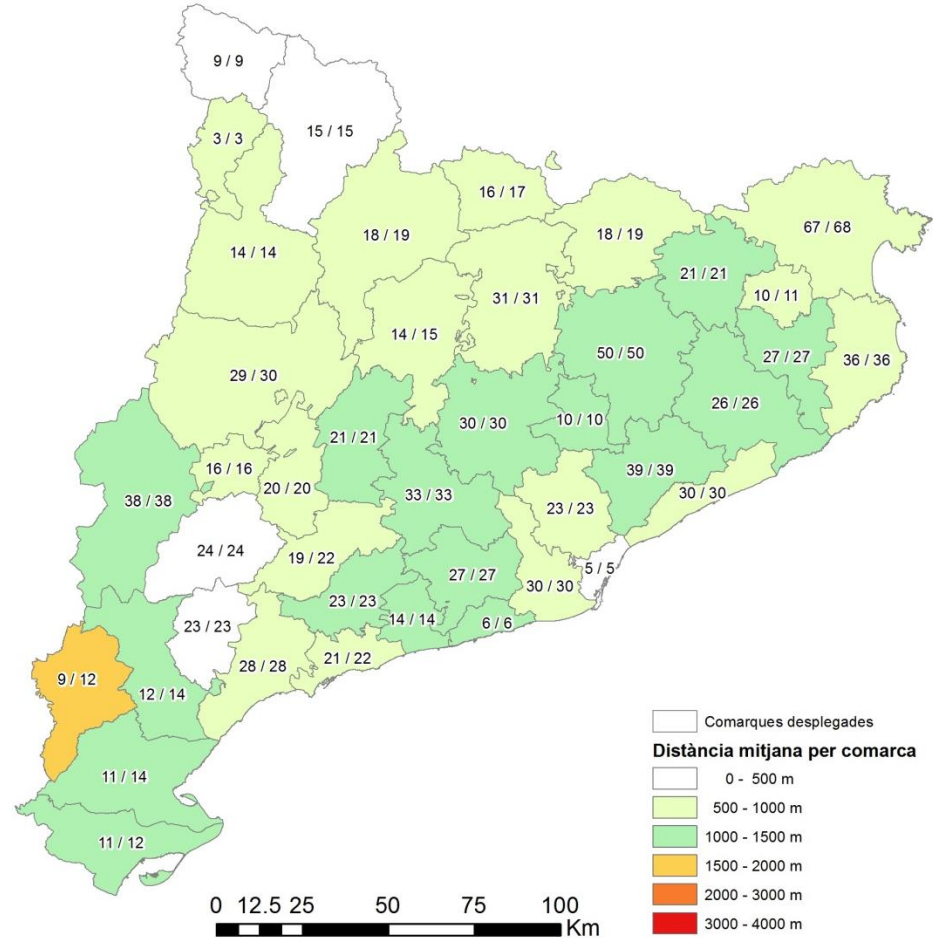 9 / 9
15 / 15
3 / 3
16 / 17
18 / 19
18 / 19
67 / 68
14 / 14
21 / 21
10 / 11
31 / 31
14 / 15
50 / 50
27 / 27
36 / 36
29 / 30
26 / 26
30 / 30
10 / 10
21 / 21
16 / 16
39 / 39
20 / 20
30 / 30
38 / 38
33 / 33
23 / 23
24 / 24
19 / 22
5 / 5
27 / 27
30 / 30
23 / 23
14 / 14
6 / 6
23 / 23
21 / 22
28 / 28
9 / 12
12 / 14
11 / 14
11 / 12
Comarques desplegades
Distància mitjana per comarca
0 - 500 m
500 - 1000 m
1000 - 1500 m
1500 - 2000 m
2000 - 3000 m
3000 - 4000 m
0 12.5 25 50 75 100
Km